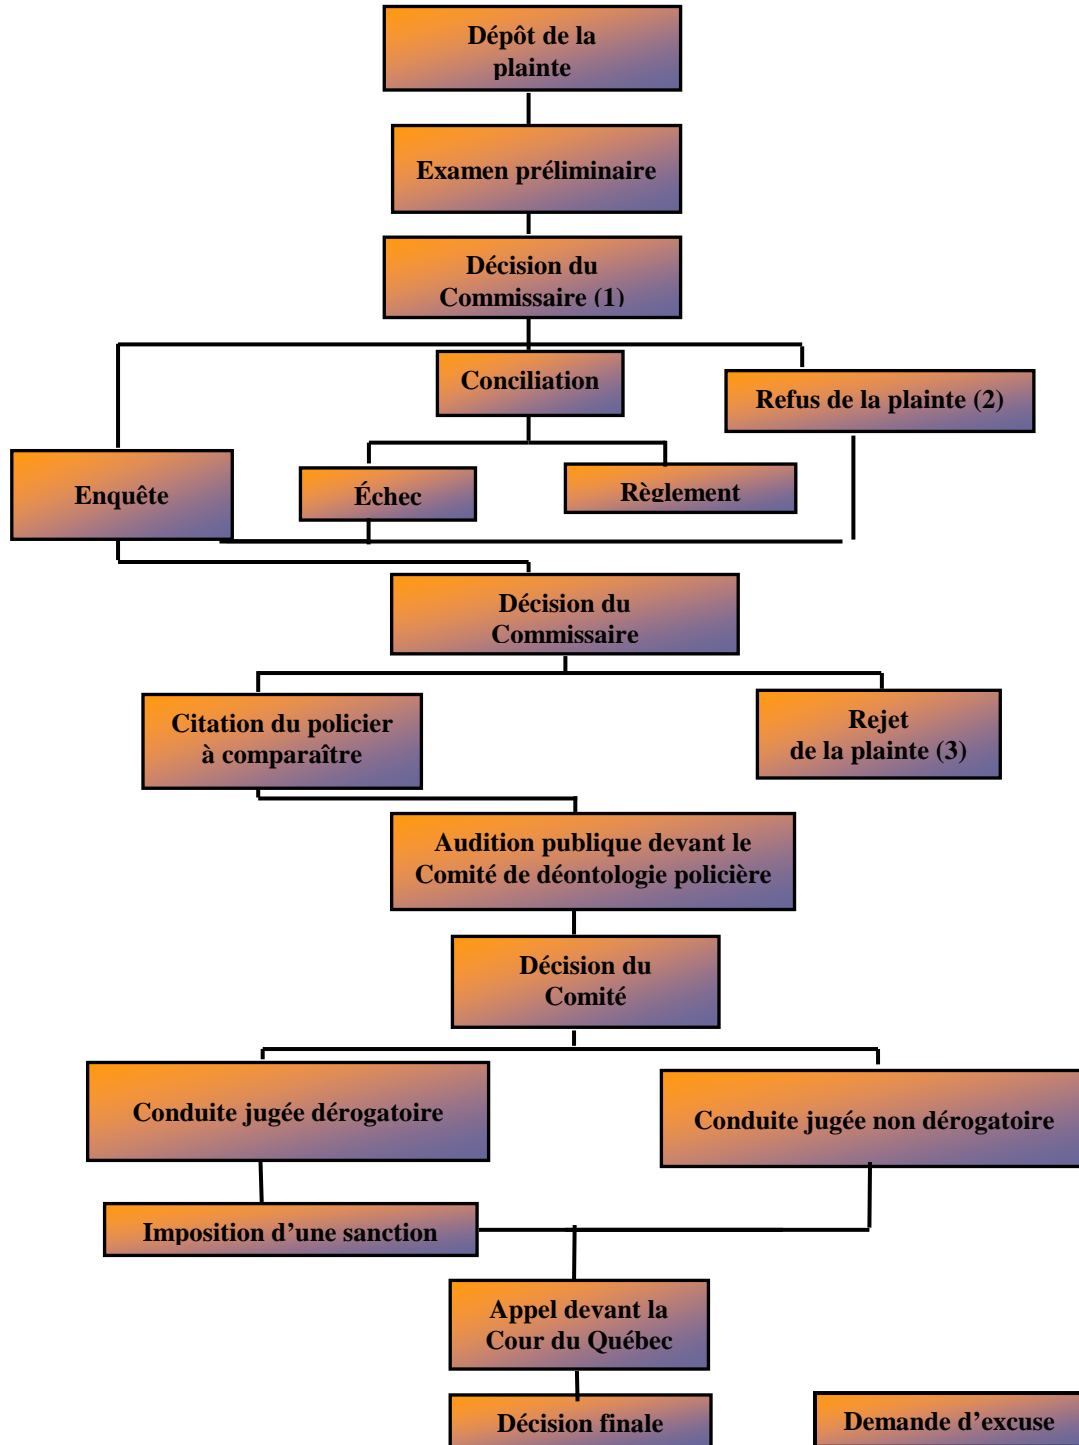 Dépôt de la
plainte
Examen préliminaire
Décision du
Commissaire (1)
Conciliation
Refus de la plainte (2)
Enquête
Échec
Règlement
Décision du
Commissaire
Citation du policier
à comparaître
Rejet
de la plainte (3)
Audition publique devant le
Comité de déontologie policière
Décision du
Comité
Conduite jugée dérogatoire
Conduite jugée non dérogatoire
Imposition d’une sanction
Appel devant la
Cour du Québec
Décision finale
Demande d’excuse